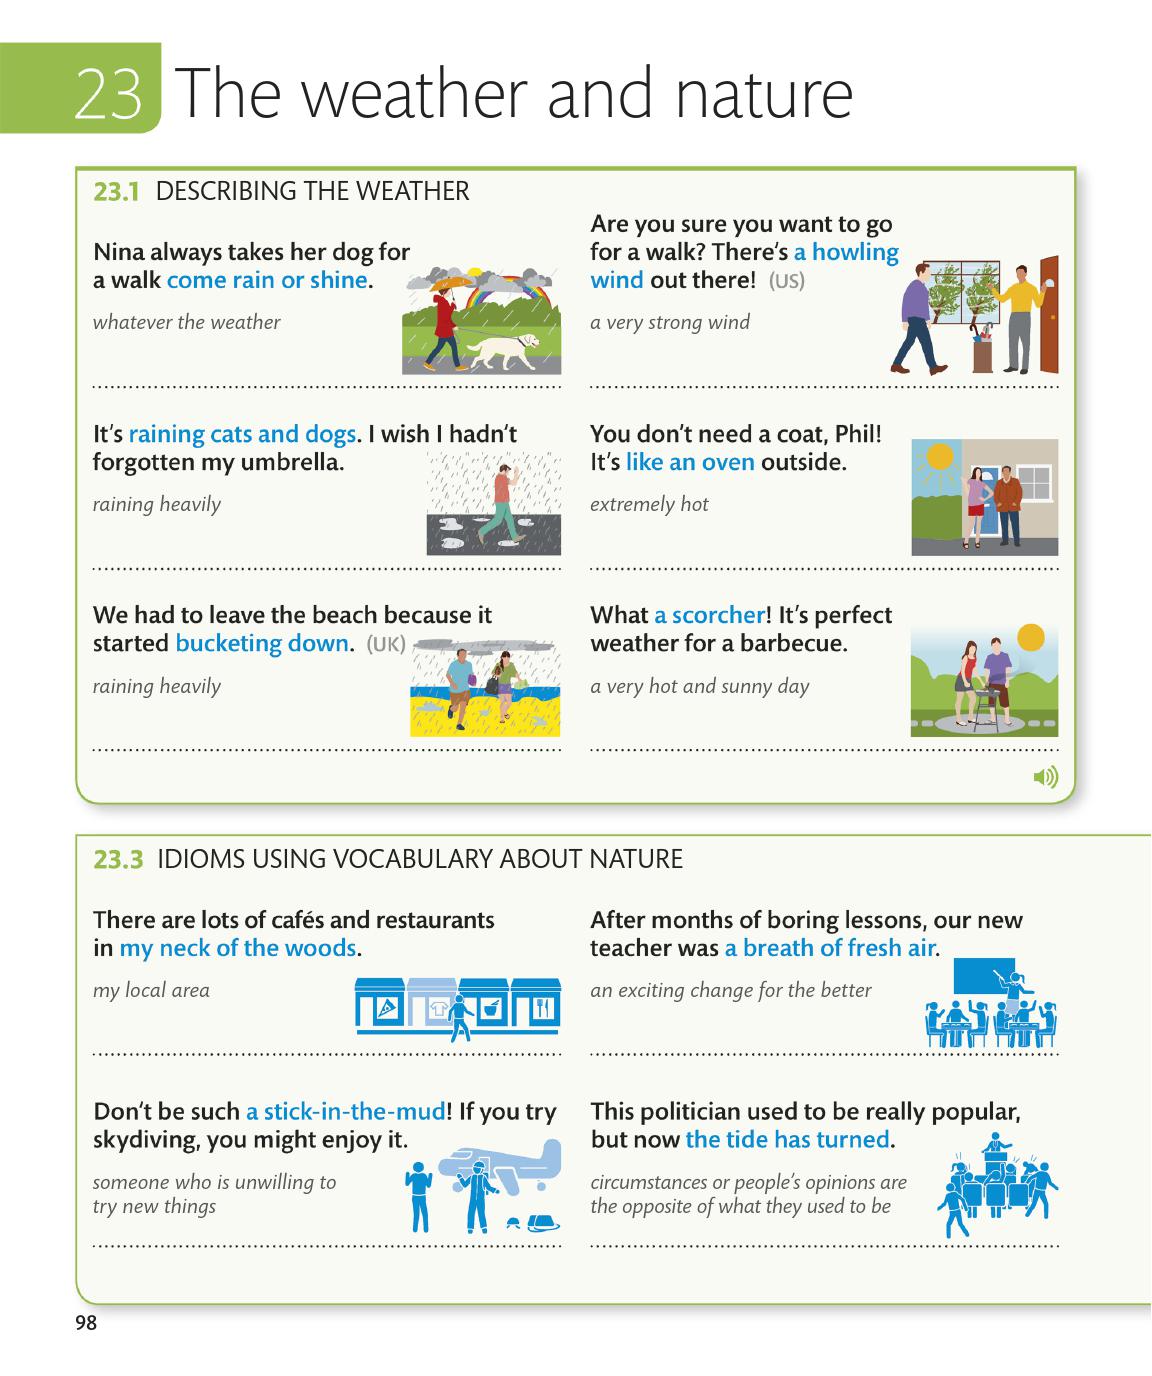 23 The weather and nature
23.1 DESCRIBING THE WEATHER
Nina always takes her dog for
a walk come rain or shine.
whatever the weather
Are you sure you want to go
for a walk? There's a howling
wind out there! (US)
a very strong wind
It's raining cats and dogs. I wish I hadn't
forgotten my umbrella.
raining heavily
You don't need a coat, Phil!
It's like an oven outside.
extremely hot
We had to leave the beach because it
started bucketing down. (UK)
raining heavily
What a scorcher! It's perfect
weather for a barbecue.
a very hot and sunny day
23.3 IDIOMS USING VOCABULARY ABOUT NATURE
There are lots of cafés and restaurants
in my neck of the woods.
my local area
After months of boring lessons, our new
teacher was a breath of fresh air.
an exciting change for the better
Don't be such a stick-in-the-mud! If you try
skydiving, you might enjoy it.
someone who is unwilling to
try new things
This politician used to be really popular,
but now the tide has turned.
circumstances or people's opinions are
the opposite of what they used to be
98